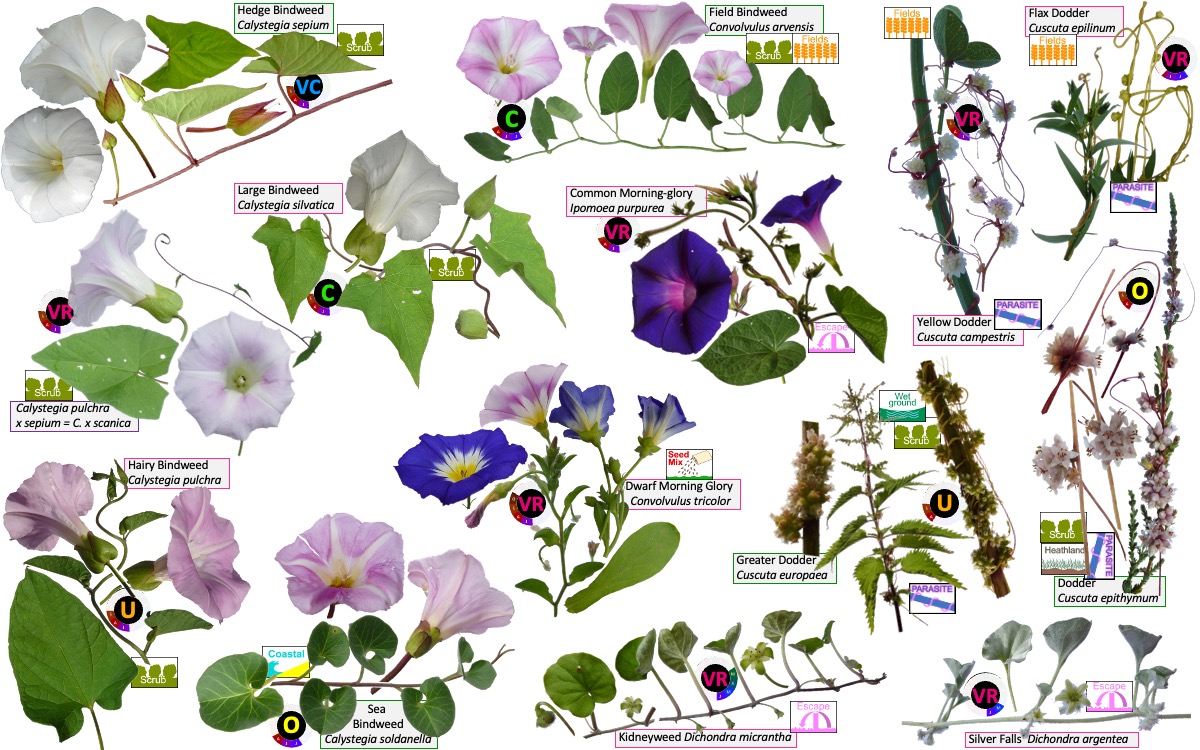 Hedge Bindweed
Calystegia sepium
Scrub
VC
Field Bindweed
Convolvulus arvensis
Scrub
Fields
C
Fields
VR
Yellow Dodder
Cuscuta campestris
PARASITE
Flax Dodder
Cuscuta epilinum
Fields
VR
PARASITE
Large Bindweed
Calystegia silvatica
Scrub
C
Common Morning-glory
Ipomoea purpurea
VR
Escape
VR
Scrub
Calystegia pulchra
x sepium = C. x scanica
O
Scrub
Heathland
PARASITE
Dodder
Cuscuta epithymum
Hairy Bindweed
Calystegia pulchra
U
Scrub
Seed
Mix
Dwarf Morning Glory
Convolvulus tricolor
VR
Wet
ground
Scrub
U
Greater Dodder
Cuscuta europaea
PARASITE
Coastal
O
Sea
Bindweed
Calystegia soldanella
VR
Escape
Kidneyweed Dichondra micrantha
VR
Escape
Silver Falls Dichondra argentea